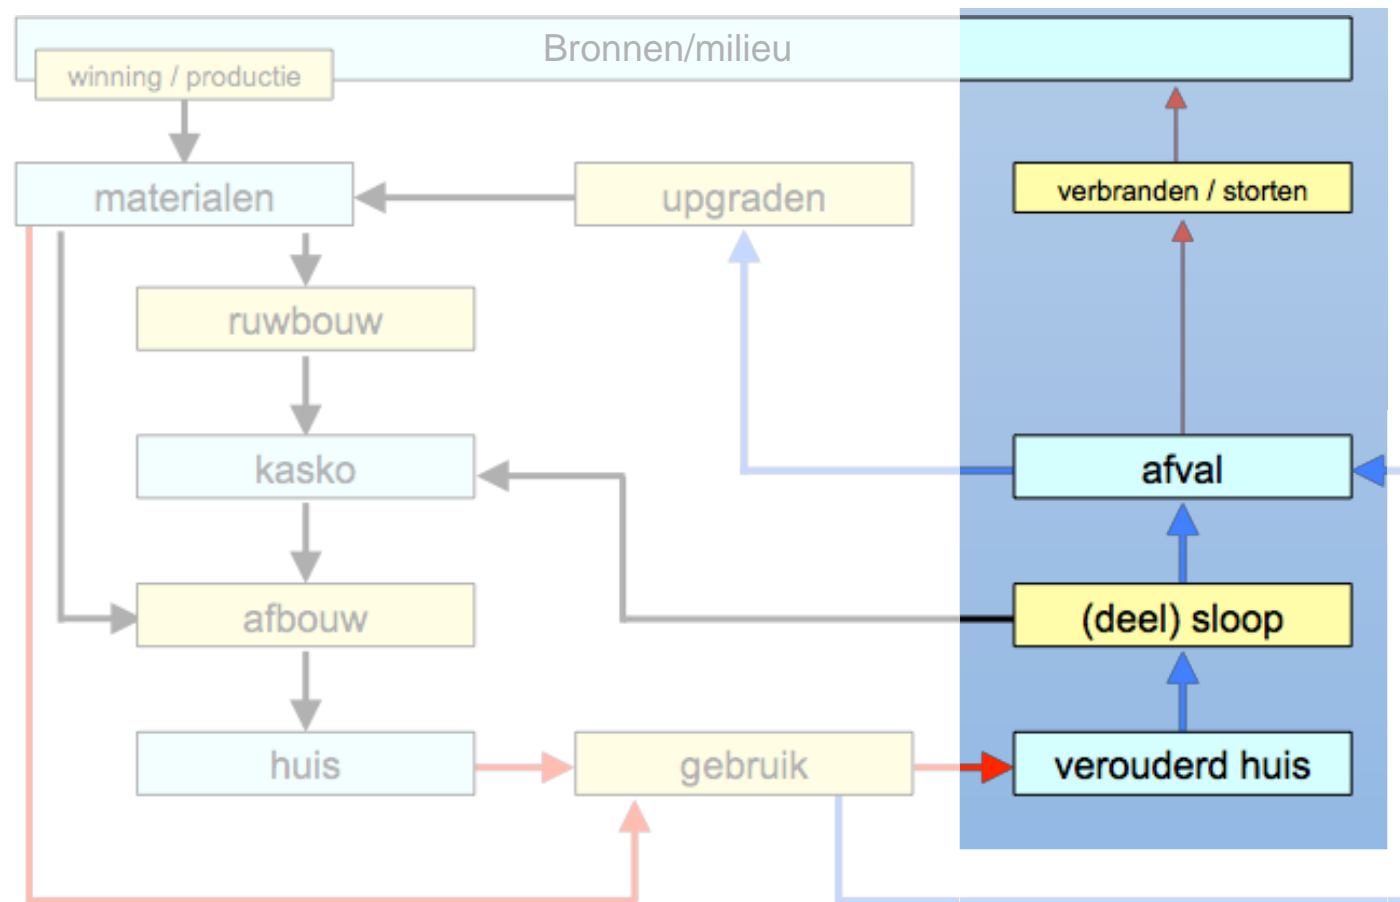 Bronnen/milieu
winning / productie
materialen
upgraden
verbranden / storten
ruwbouw
kasko
afval
afbouw
(deel) sloop
huis
gebruik
verouderd huis